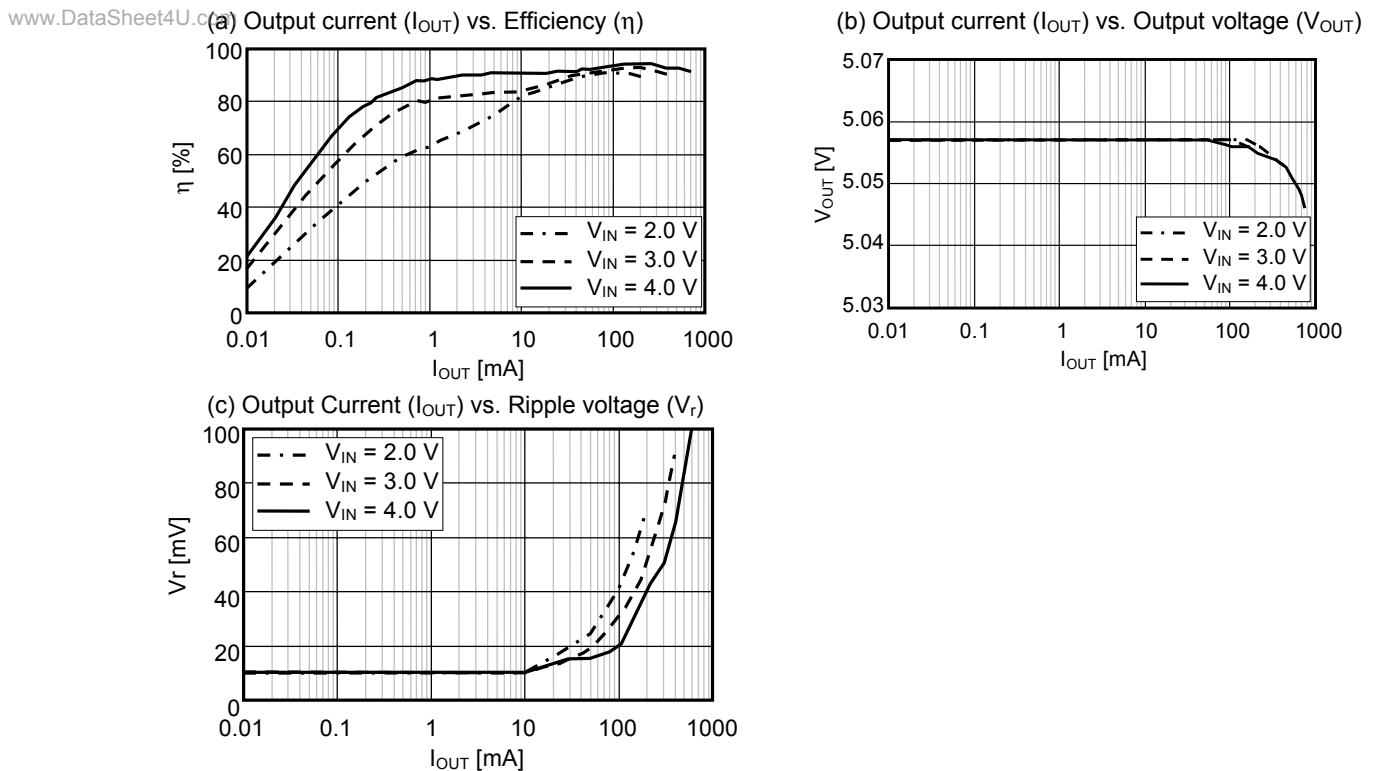 www.DataSheet4U.com
(a) Output current (IOUT) vs. Efficiency (η)
100
80
60
40
20
0
η [%]
VIN = 2.0 V
VIN = 3.0 V
VIN = 4.0 V
0.01 0.1 1 10 100 1000
IOUT [mA]
(b) Output current (IOUT) vs. Output voltage (VOUT)
5.07
5.06
5.05
5.04
5.03
VOUT [V]
VIN = 2.0 V
VIN = 3.0 V
VIN = 4.0 V
0.01 0.1 1 10 100 1000
IOUT [mA]
(c) Output Current (IOUT) vs. Ripple voltage (Vr)
100
80
60
40
20
0
Vr [mV]
VIN = 2.0 V
VIN = 3.0 V
VIN = 4.0 V
0.01 0.1 1 10 100 1000
IOUT [mA]